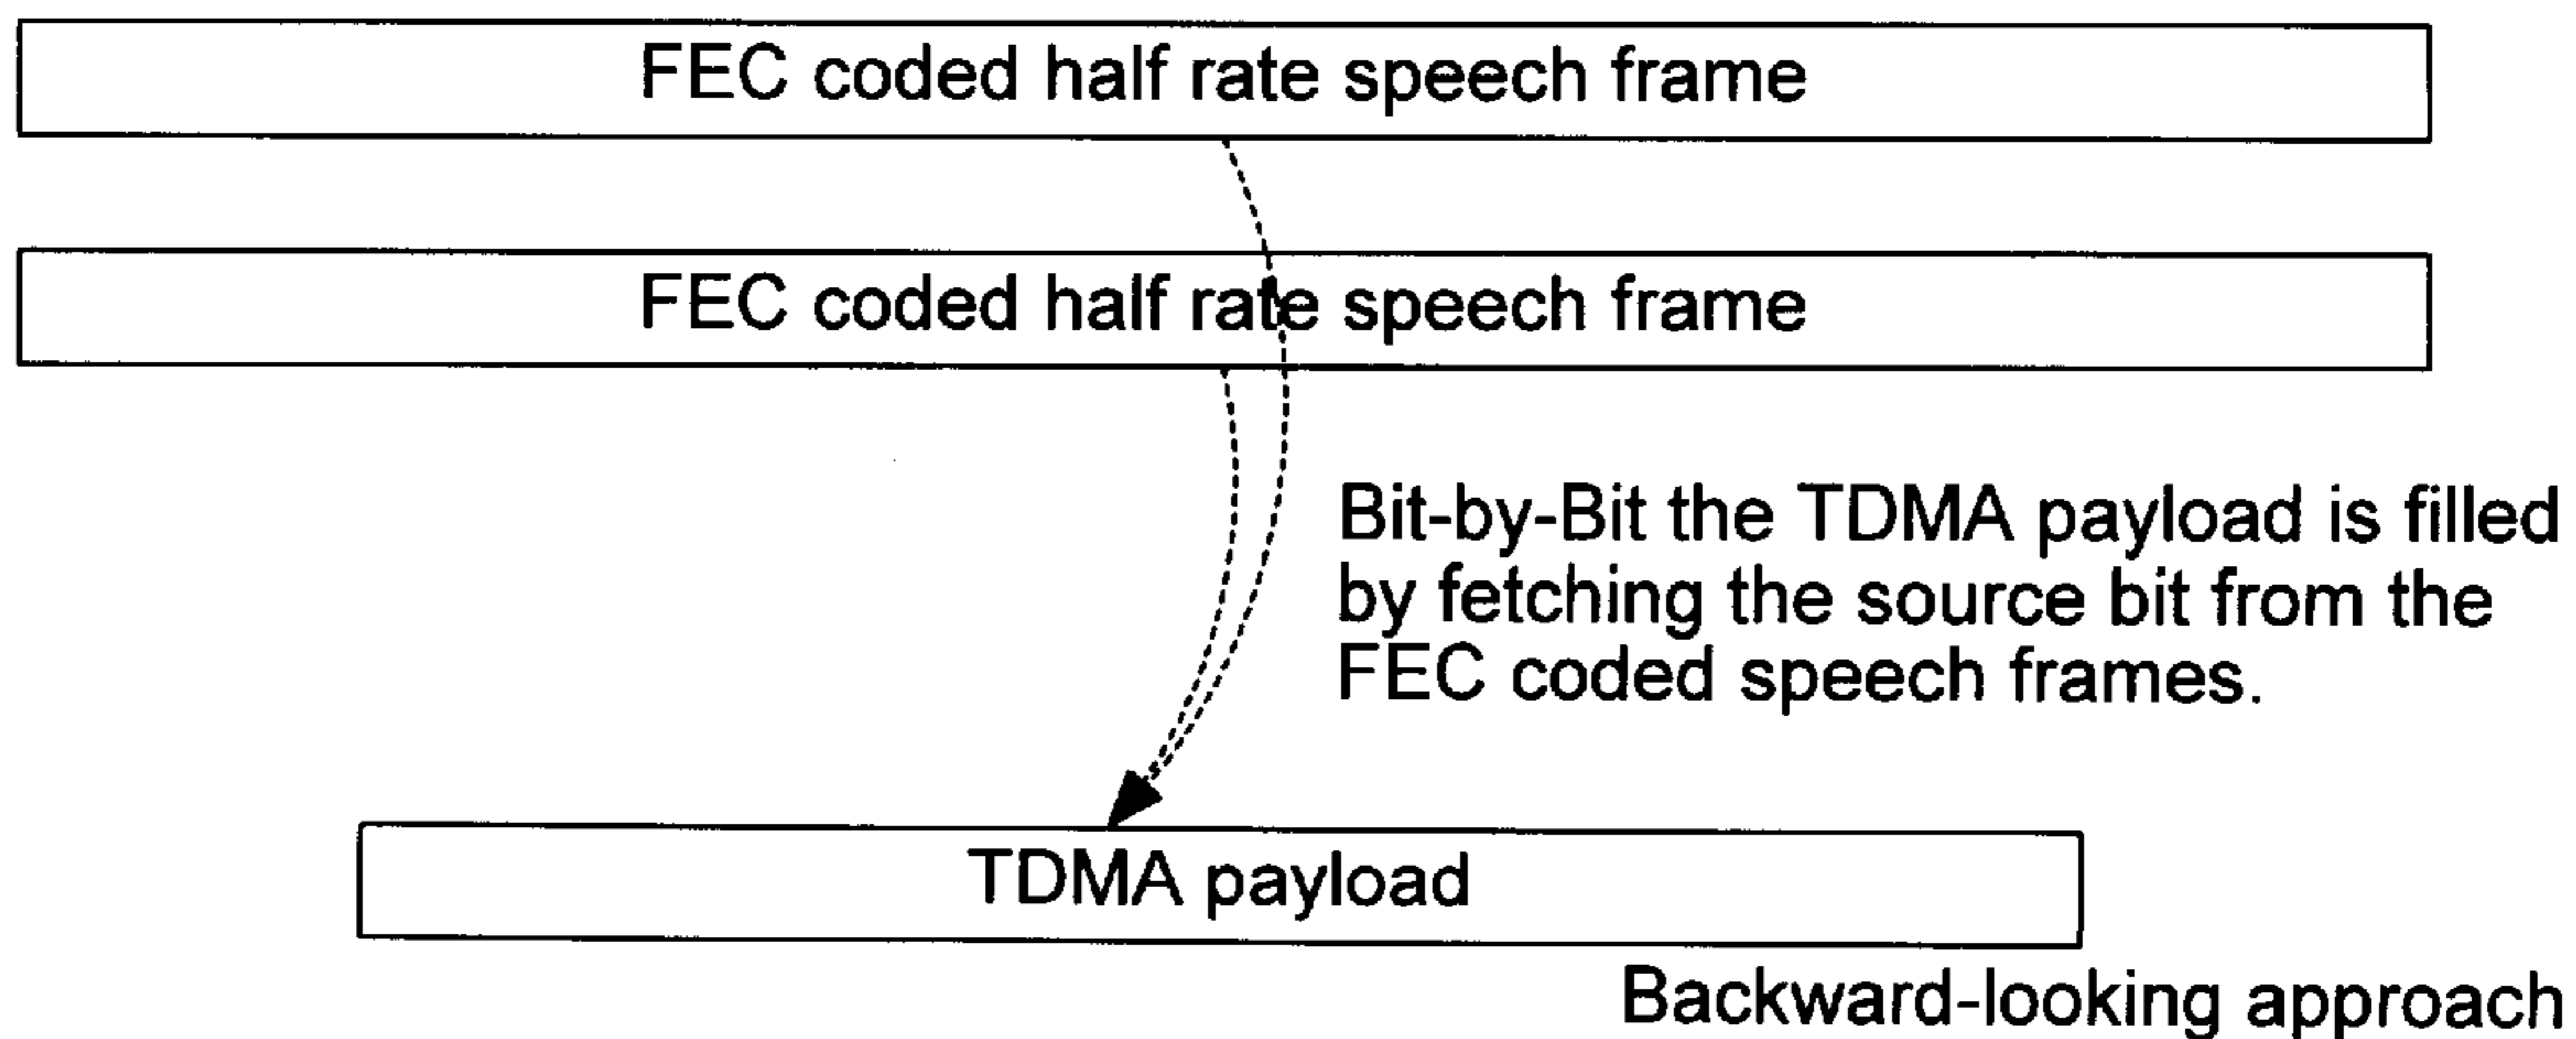 FEC coded half rate speech frame
FEC coded half rate speech frame
Bit-by-Bit the TDMA payload is filled
by fetching the source bit from the
FEC coded speech frames.
TDMA payload
Backward-looking approach